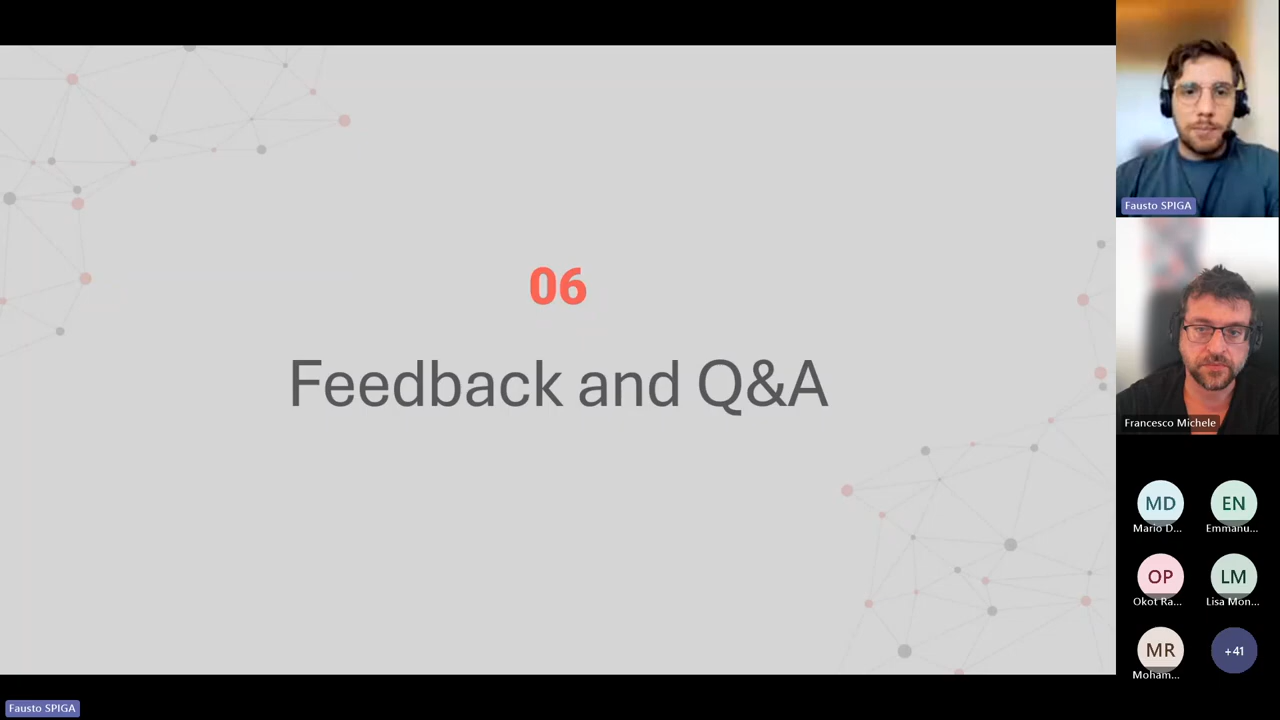 06
Feedback and Q&A
Fausto SPIGA
Francesco Michele
MD
Mario D...
EN
Emmanu...
OP
Okot Ra...
LM
Lisa Mon...
MR
Moham...
+41
Fausto SPIGA